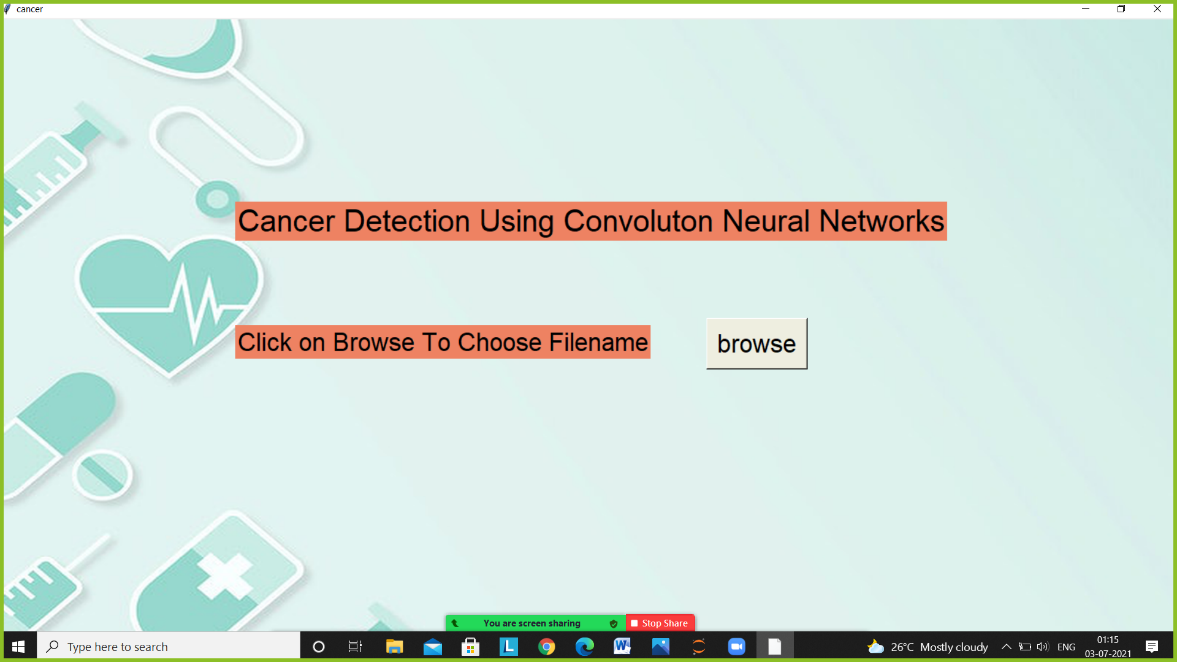 cancer
Cancer Detection Using Convoluton Neural Networks
Click on Browse To Choose Filename
browse
You are screen sharing
Stop Share
Type here to search
L
W
26°C Mostly cloudy
ENG
01:15
03-07-2021